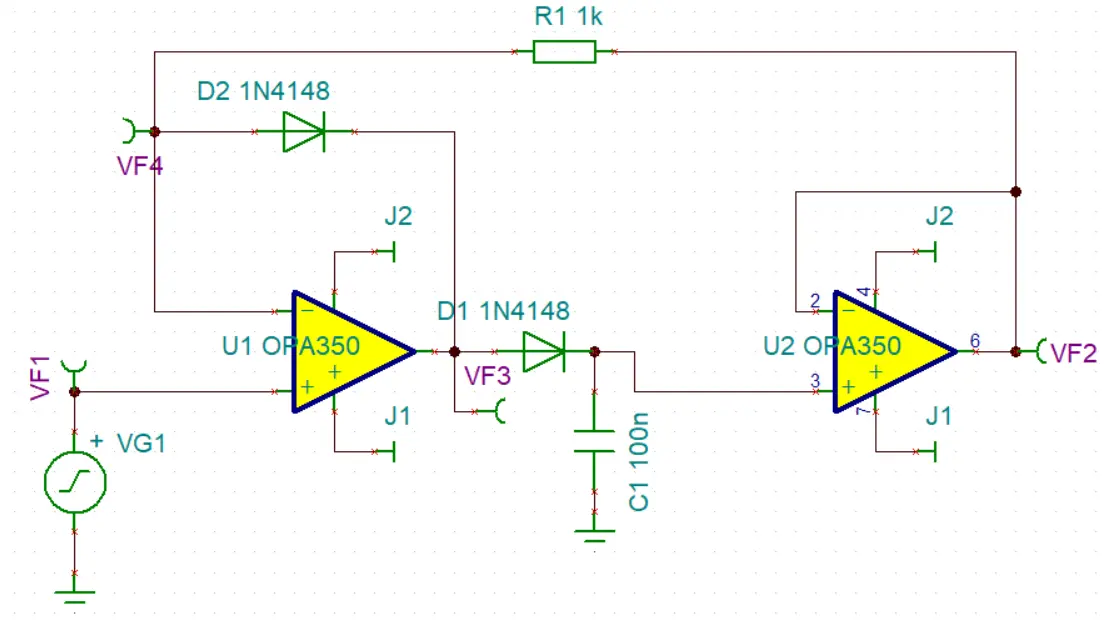 R1 1k
D2 1N4148
VF4
J2
J2
D1 1N4148
2
4
U1 OPA350
U2 OPA350
6
VF2
VF1
VF3
3
7
J1
J1
+ VG1
C1 100n